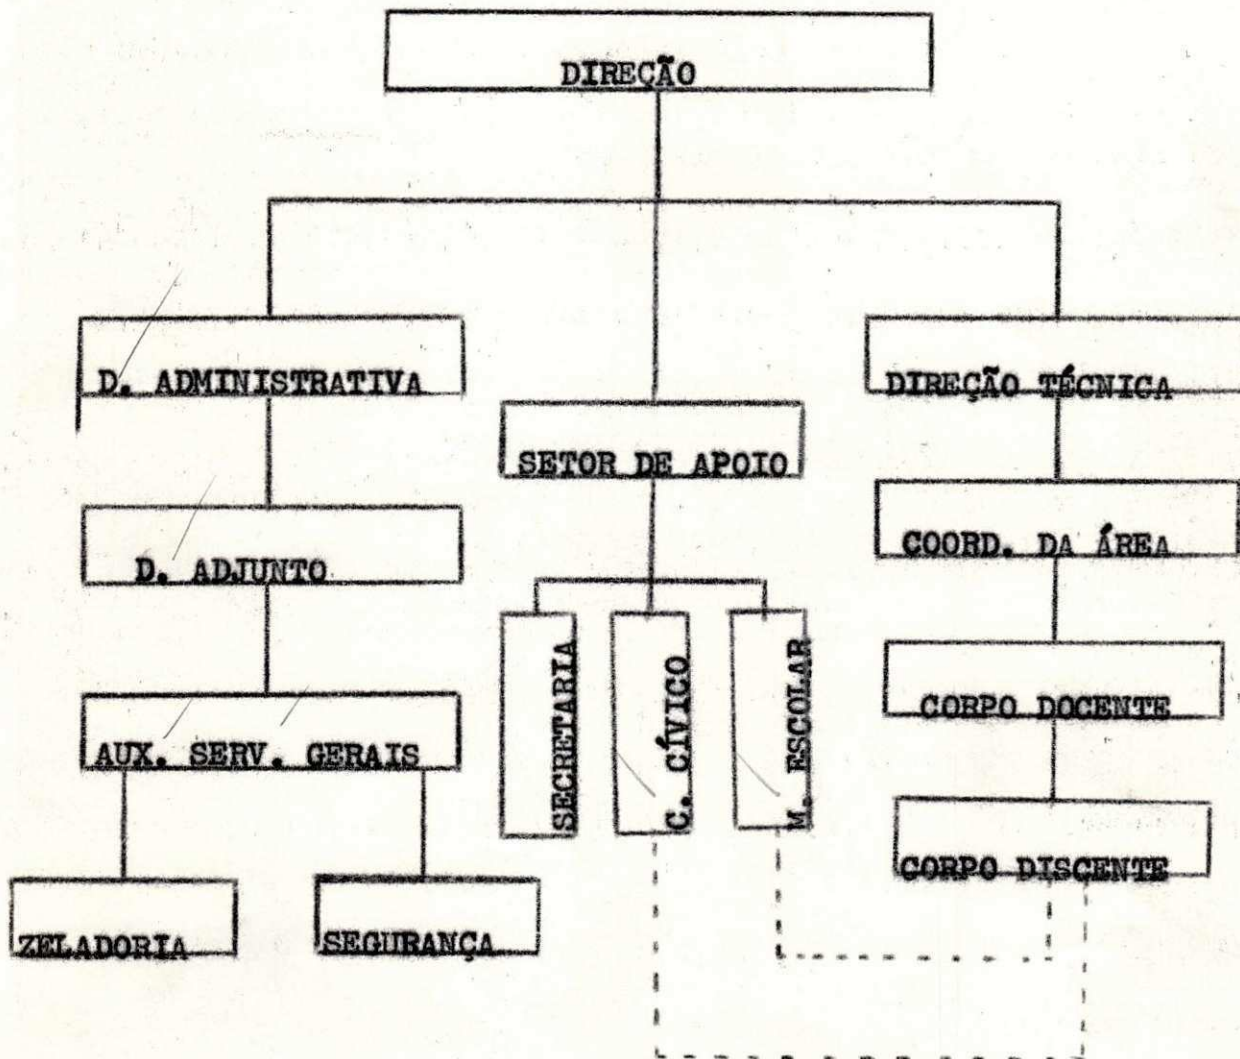 DIREÇÃO
D. ADMINISTRATIVA
DIREÇÃO TÉCNICA
SETOR DE APOIO
D. ADJUNTO
COORD. DA ÁREA
SECRETARIA
C. CÍVICO
M. ESCOLAR
AUX. SERV. GERAIS
CORPO DOCENTE
CORPO DISCENTE
ZELADORIA
SEGURANÇA